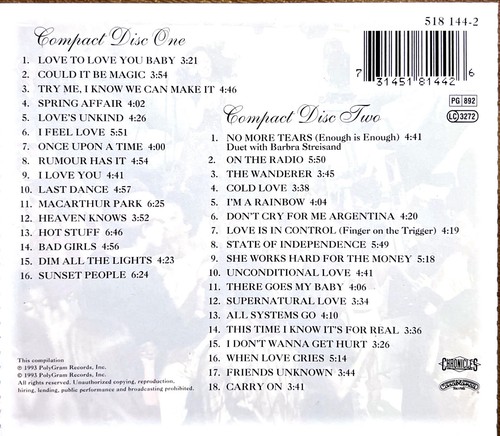 518 144-2
Compact Disc One
1. LOVE TO LOVE YOU BABY 3:21
2. COULD IT BE MAGIC 3:54
3. TRY ME, I KNOW WE CAN MAKE IT 4:46
4. SPRING AFFAIR 4:02
5. LOVE'S UNKIND 4:26
6. I FEEL LOVE 5:51
7. ONCE UPON A TIME 4:00
8. RUMOUR HAS IT 4:54
9. I LOVE YOU 4:41
10. LAST DANCE 4:57
11. MACARTHUR PARK 6:25
12. HEAVEN KNOWS 3:52
13. HOT STUFF 6:46
14. BAD GIRLS 4:56
15. DIM ALL THE LIGHTS 4:23
16. SUNSET PEOPLE 6:24
7 31451 81442 6
PG 892
LC 3272
Compact Disc Two
1. NO MORE TEARS (Enough is Enough) 4:41
Duet with Barbra Streisand
2. ON THE RADIO 5:50
3. THE WANDERER 3:45
4. COLD LOVE 3:38
5. I'M A RAINBOW 4:04
6. DON'T CRY FOR ME ARGENTINA 4:20
7. LOVE IS IN CONTROL (Finger on the Trigger) 4:19
8. STATE OF INDEPENDENCE 5:49
9. SHE WORKS HARD FOR THE MONEY 5:18
10. UNCONDITIONAL LOVE 4:41
11. THERE GOES MY BABY 4:06
12. SUPERNATURAL LOVE 3:34
13. ALL SYSTEMS GO 4:10
14. THIS TIME I KNOW IT'S FOR REAL 3:36
15. I DON'T WANNA GET HURT 3:26
16. WHEN LOVE CRIES 5:14
17. FRIENDS UNKNOWN 3:44
18. CARRY ON 3:41
This compilation
℗ 1993 PolyGram Records, Inc.
© 1993 PolyGram Records, Inc.
All rights reserved. Unauthorized copying, reproduction,
hiring, lending, public performance and broadcasting prohibited.
CHRONICLES